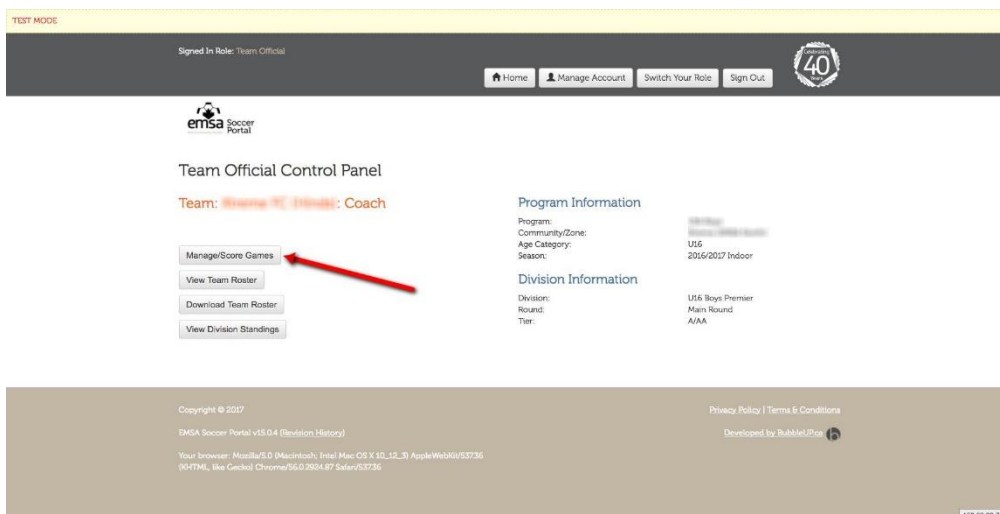 TEST MODE
Signed In Role: Team Official
Home
Manage Account
Switch Your Role
Sign Out
Celebrating
40
Years
emsa Soccer
Portal
Team Official Control Panel
Team: : Coach
Manage/Score Games
View Team Roster
Download Team Roster
View Division Standings
Program Information
Program:
Community/Zone:
Age Category: U16
Season: 2016/2017 Indoor
Division Information
Division: U16 Boys Premier
Round: Main Round
Tier: A/AA
Copyright © 2017
EMSA Soccer Portal v15.0.4 (Revision History)
Your browser: Mozilla/5.0 (Macintosh; Intel Mac OS X 10_12_3) AppleWebKit/537.36
(KHTML, like Gecko) Chrome/56.0.2924.87 Safari/537.36
Privacy Policy | Terms & Conditions
Developed by BubbleUP.ca